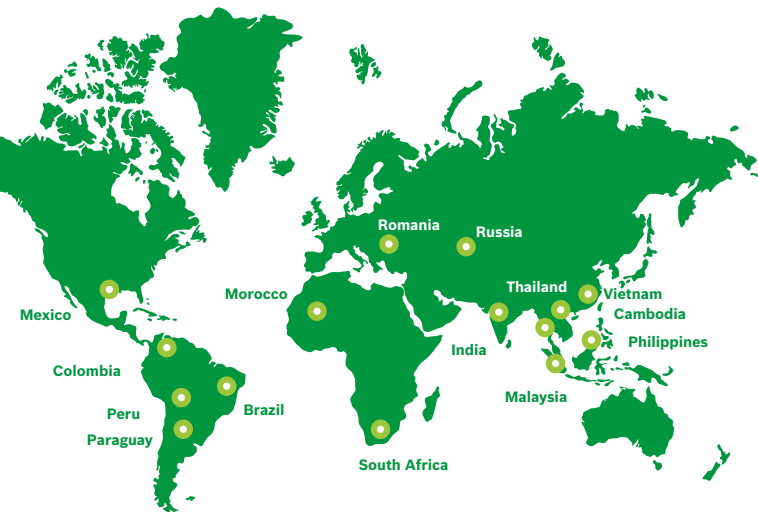 Romania
Russia
Thailand
Morocco
Vietnam
Mexico
Cambodia
Philippines
India
Colombia
Malaysia
Peru
Brazil
Paraguay
South Africa